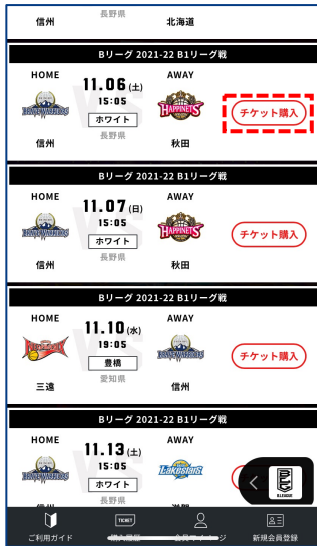 長野県
信州
北海道
Bリーグ 2021-22 B1リーグ戦
HOME
11.06(土)
AWAY
15:05
HAPPINETS
チケット購入
ホワイト
長野県
信州
秋田
Bリーグ 2021-22 B1リーグ戦
HOME
11.07(日)
AWAY
15:05
HAPPINETS
チケット購入
ホワイト
長野県
信州
秋田
Bリーグ 2021-22 B1リーグ戦
HOME
11.10(水)
AWAY
19:05
チケット購入
豊橋
愛知県
三遠
信州
Bリーグ 2021-22 B1リーグ戦
HOME
11.13(土)
AWAY
15:05
Lakestars
ホワイト
B.LEAGUE
長野県
TICKET
ご利用ガイド
新規会員登録